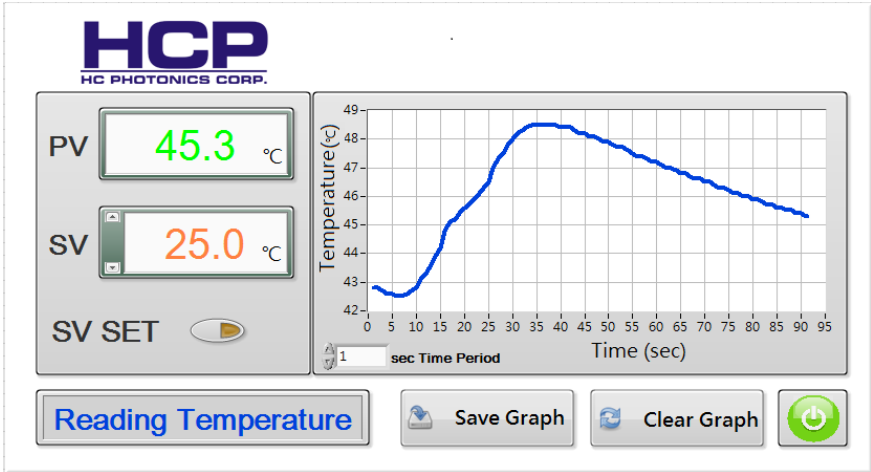 HCP
HC PHOTONICS CORP.
PV
45.3 °C
SV
25.0 °C
SV SET
Temperature(℃)
49
48
47
46
45
44
43
42
0 5 10 15 20 25 30 35 40 45 50 55 60 65 70 75 80 85 90 95
Time (sec)
1 sec Time Period
Reading Temperature
Save Graph
Clear Graph